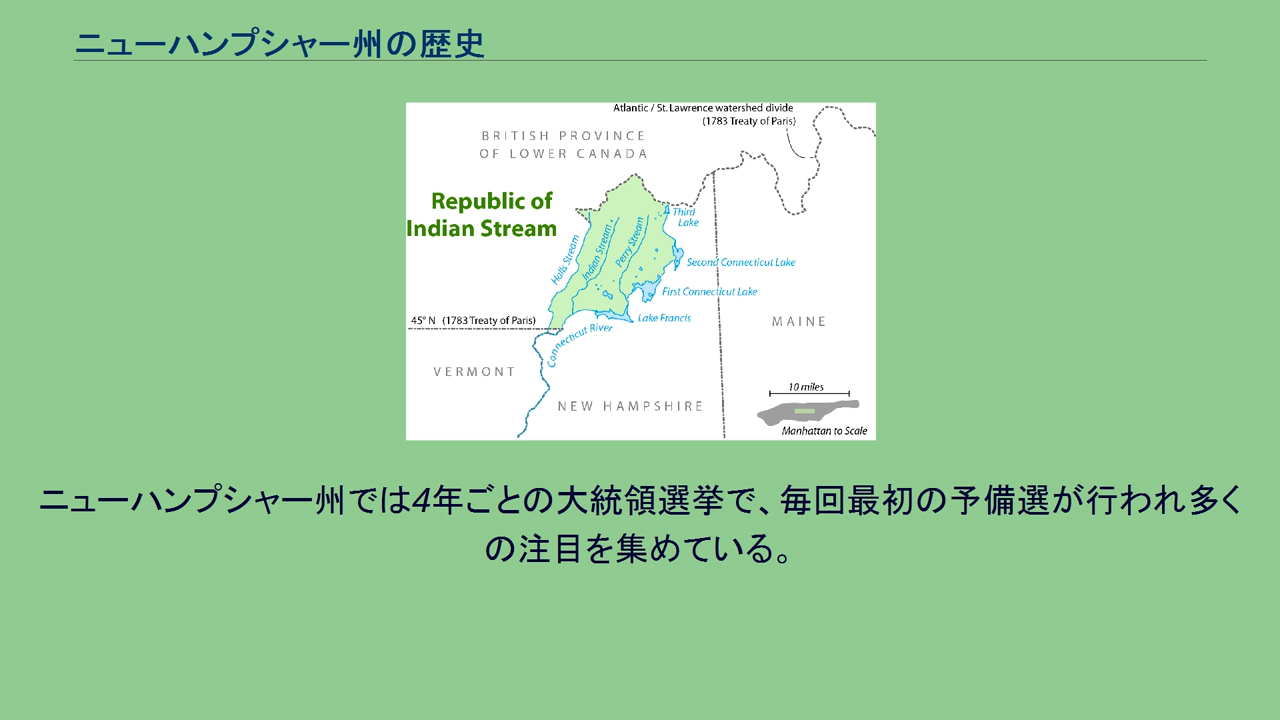 ニューハンプシャー州の歴史
Atlantic / St. Lawrence watershed divide
(1783 Treaty of Paris)
BRITISH PROVINCE
OF LOWER CANADA
Republic of
Indian Stream
Third
Lake
Halls Stream
Indian Stream
Perry Stream
Second Connecticut Lake
First Connecticut Lake
45° N (1783 Treaty of Paris)
Lake Francis
Connecticut River
MAINE
VERMONT
NEW HAMPSHIRE
10 miles
Manhattan to Scale
ニューハンプシャー州では4年ごとの大統領選挙で、毎回最初の予備選が行われ多く
の注目を集めている。